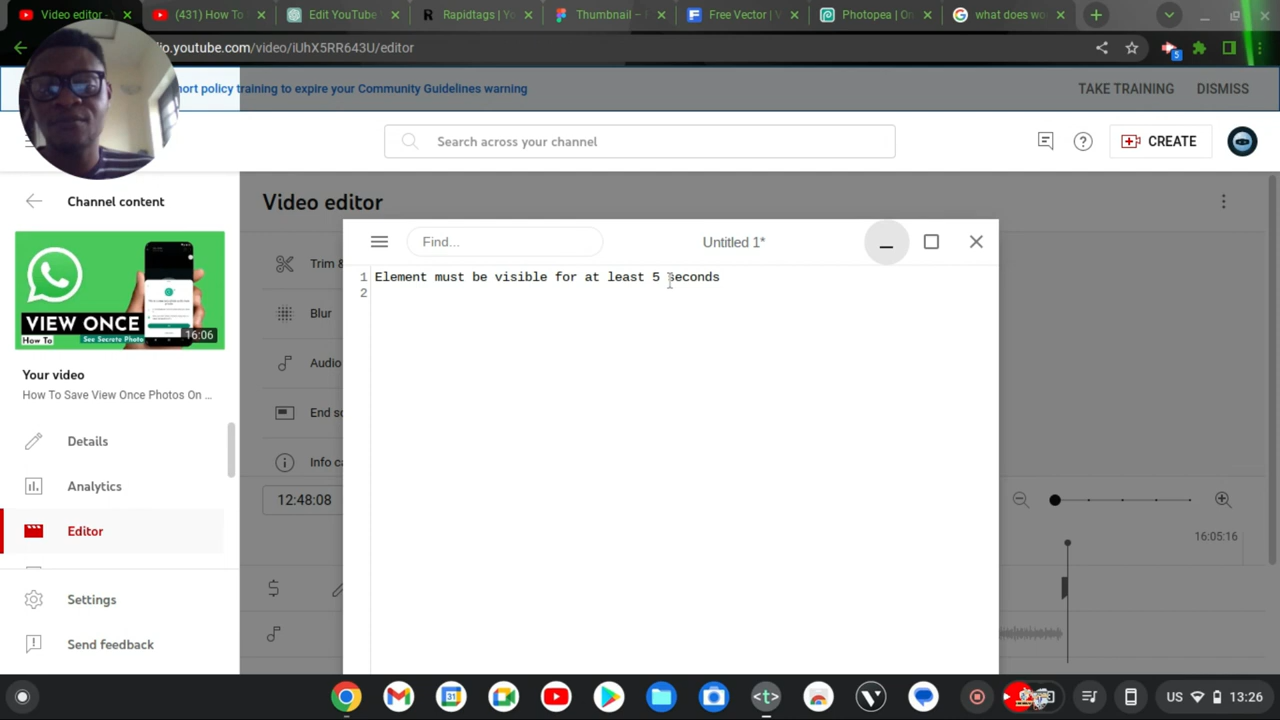 Video editor - Y
(431) How To
Edit YouTube
Rapidtags | Y
Thumbnail –
Free Vector |
Photopea | On
what does wo
io.youtube.com/video/iUhX5RR643U/editor
5
hort policy training to expire your Community Guidelines warning
TAKE TRAINING
DISMISS
Search across your channel
CREATE
Channel content
Video editor
VIEW ONCE
How To
See Secrete Photo
16:06
Your video
How To Save View Once Photos On ...
Details
Analytics
Editor
Settings
Send feedback
Trim &
Blur
Audio
End sc
Info ca
12:48:08
16:05:16
Find...
Untitled 1*
1 Element must be visible for at least 5 seconds
2
<t>
US
13:26